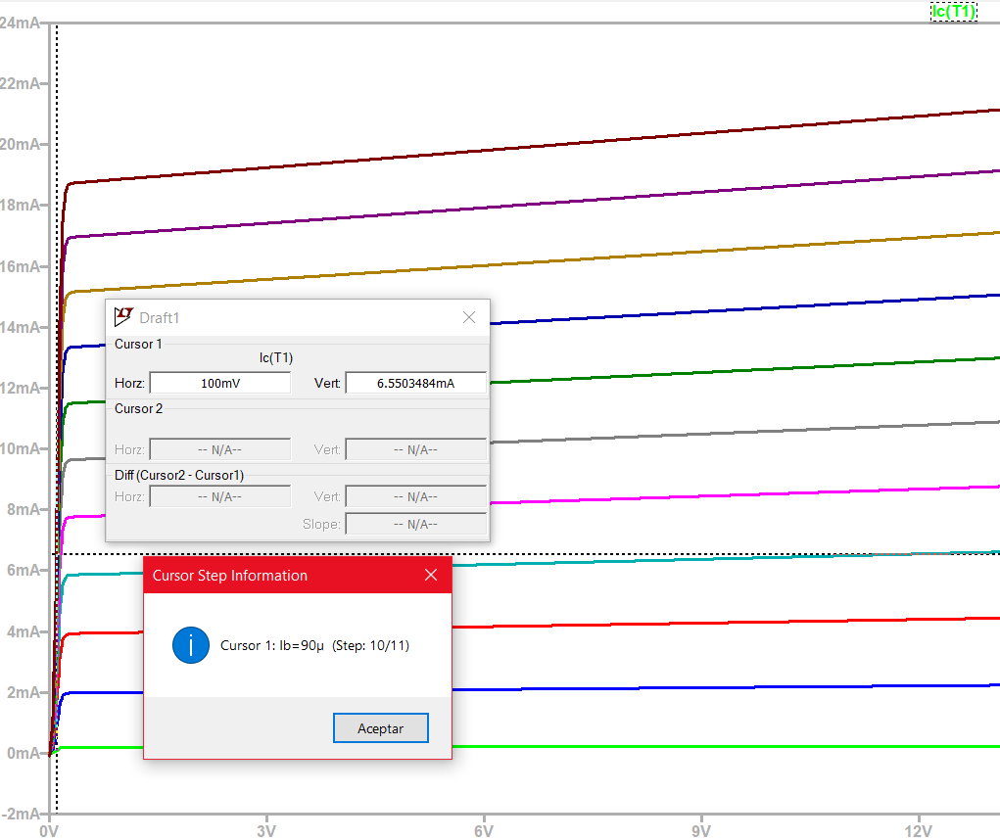 Ic(T1)
24mA
22mA
20mA
18mA
16mA
14mA
12mA
10mA
8mA
6mA
4mA
2mA
0mA
-2mA
0V 3V 6V 9V 12V
Draft1
Cursor 1
Ic(T1)
Horz: 100mV Vert: 6.5503484mA
Cursor 2
Horz: -- N/A-- Vert: -- N/A--
Diff (Cursor2 - Cursor1)
Horz: -- N/A-- Vert: -- N/A--
Slope: -- N/A--
Cursor Step Information
Cursor 1: Ib=90µ (Step: 10/11)
Aceptar